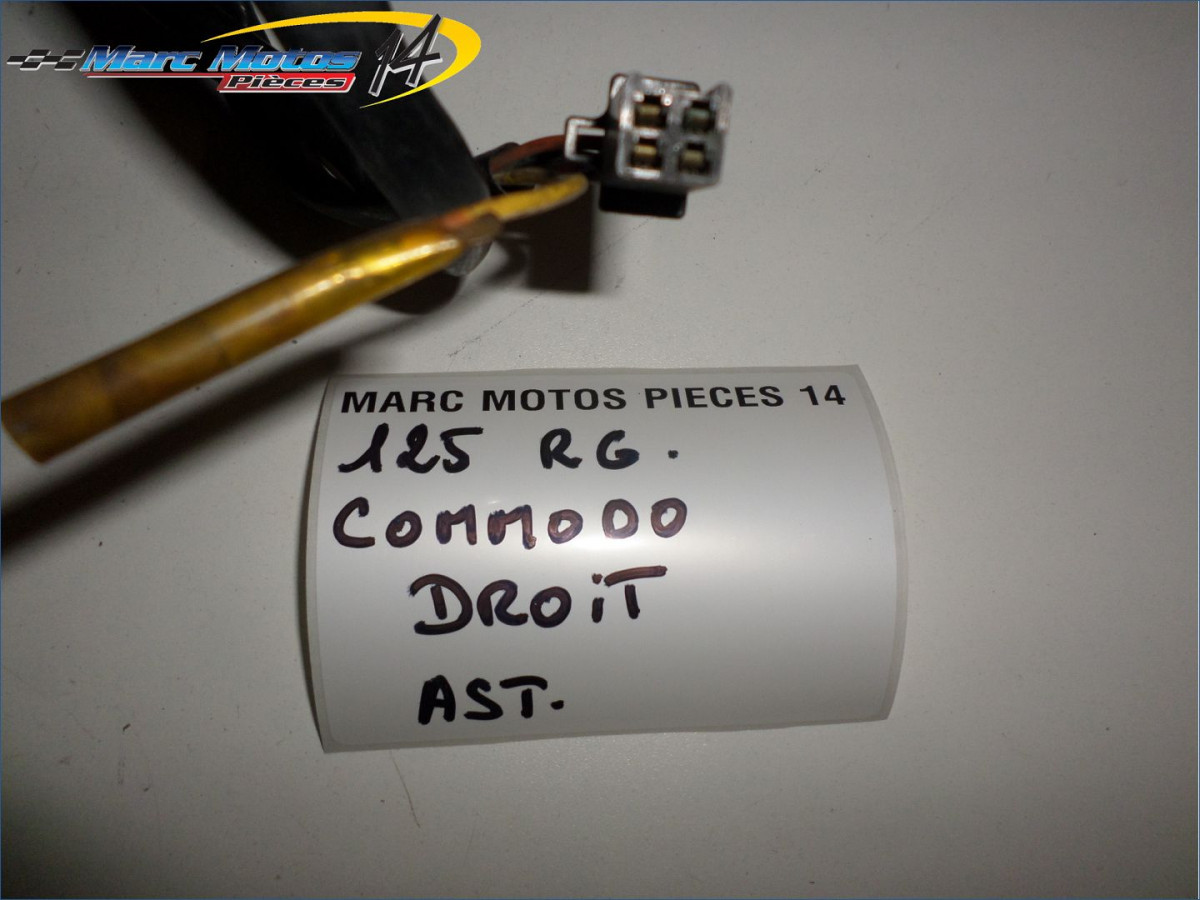 Marc Motos 14
Pièces
MARC MOTOS PIECES 14
125 RG.
COMMODO
DROiT
AST.